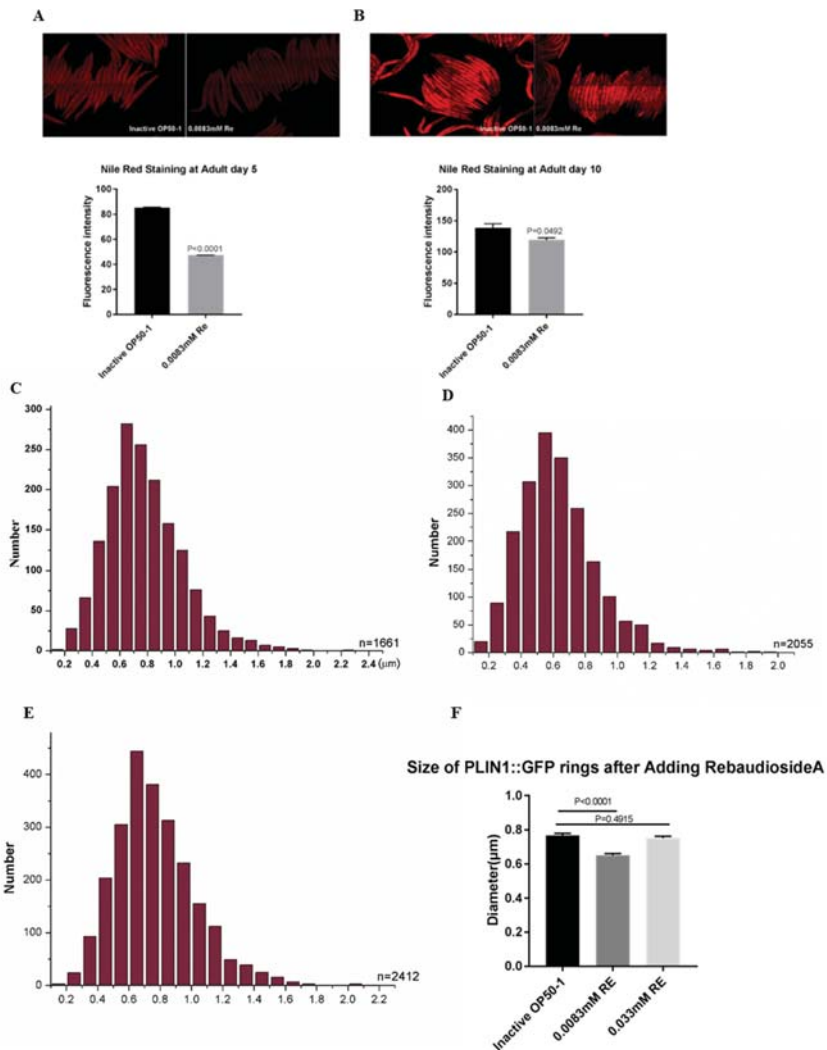 A
B
Inactive OP50-1 0.0083mM Re
Inactive OP50-1 0.0083mM Re
Nile Red Staining at Adult day 5
100
80
60
40
20
0
Fluorescence intensity
P<0.0001
Inactive OP50-1
0.0083mM Re
Nile Red Staining at Adult day 10
200
150
100
50
0
Fluorescence intensity
P=0.0492
Inactive OP50-1
0.0083mM Re
C
300
250
200
150
100
50
0
Number
n=1661
0.2 0.4 0.6 0.8 1.0 1.2 1.4 1.6 1.8 2.0 2.2 2.4 (μm)
D
400
350
300
250
200
150
100
50
0
Number
n=2055
0.2 0.4 0.6 0.8 1.0 1.2 1.4 1.6 1.8 2.0
E
400
300
200
100
0
Number
n=2412
0.2 0.4 0.6 0.8 1.0 1.2 1.4 1.6 1.8 2.0 2.2
F
Size of PLIN1::GFP rings after Adding RebaudiosideA
1.0
0.8
0.6
0.4
0.2
0.0
Diameter(μm)
P<0.0001
P=0.4915
Inactive OP50-1
0.0083mM RE
0.033mM RE